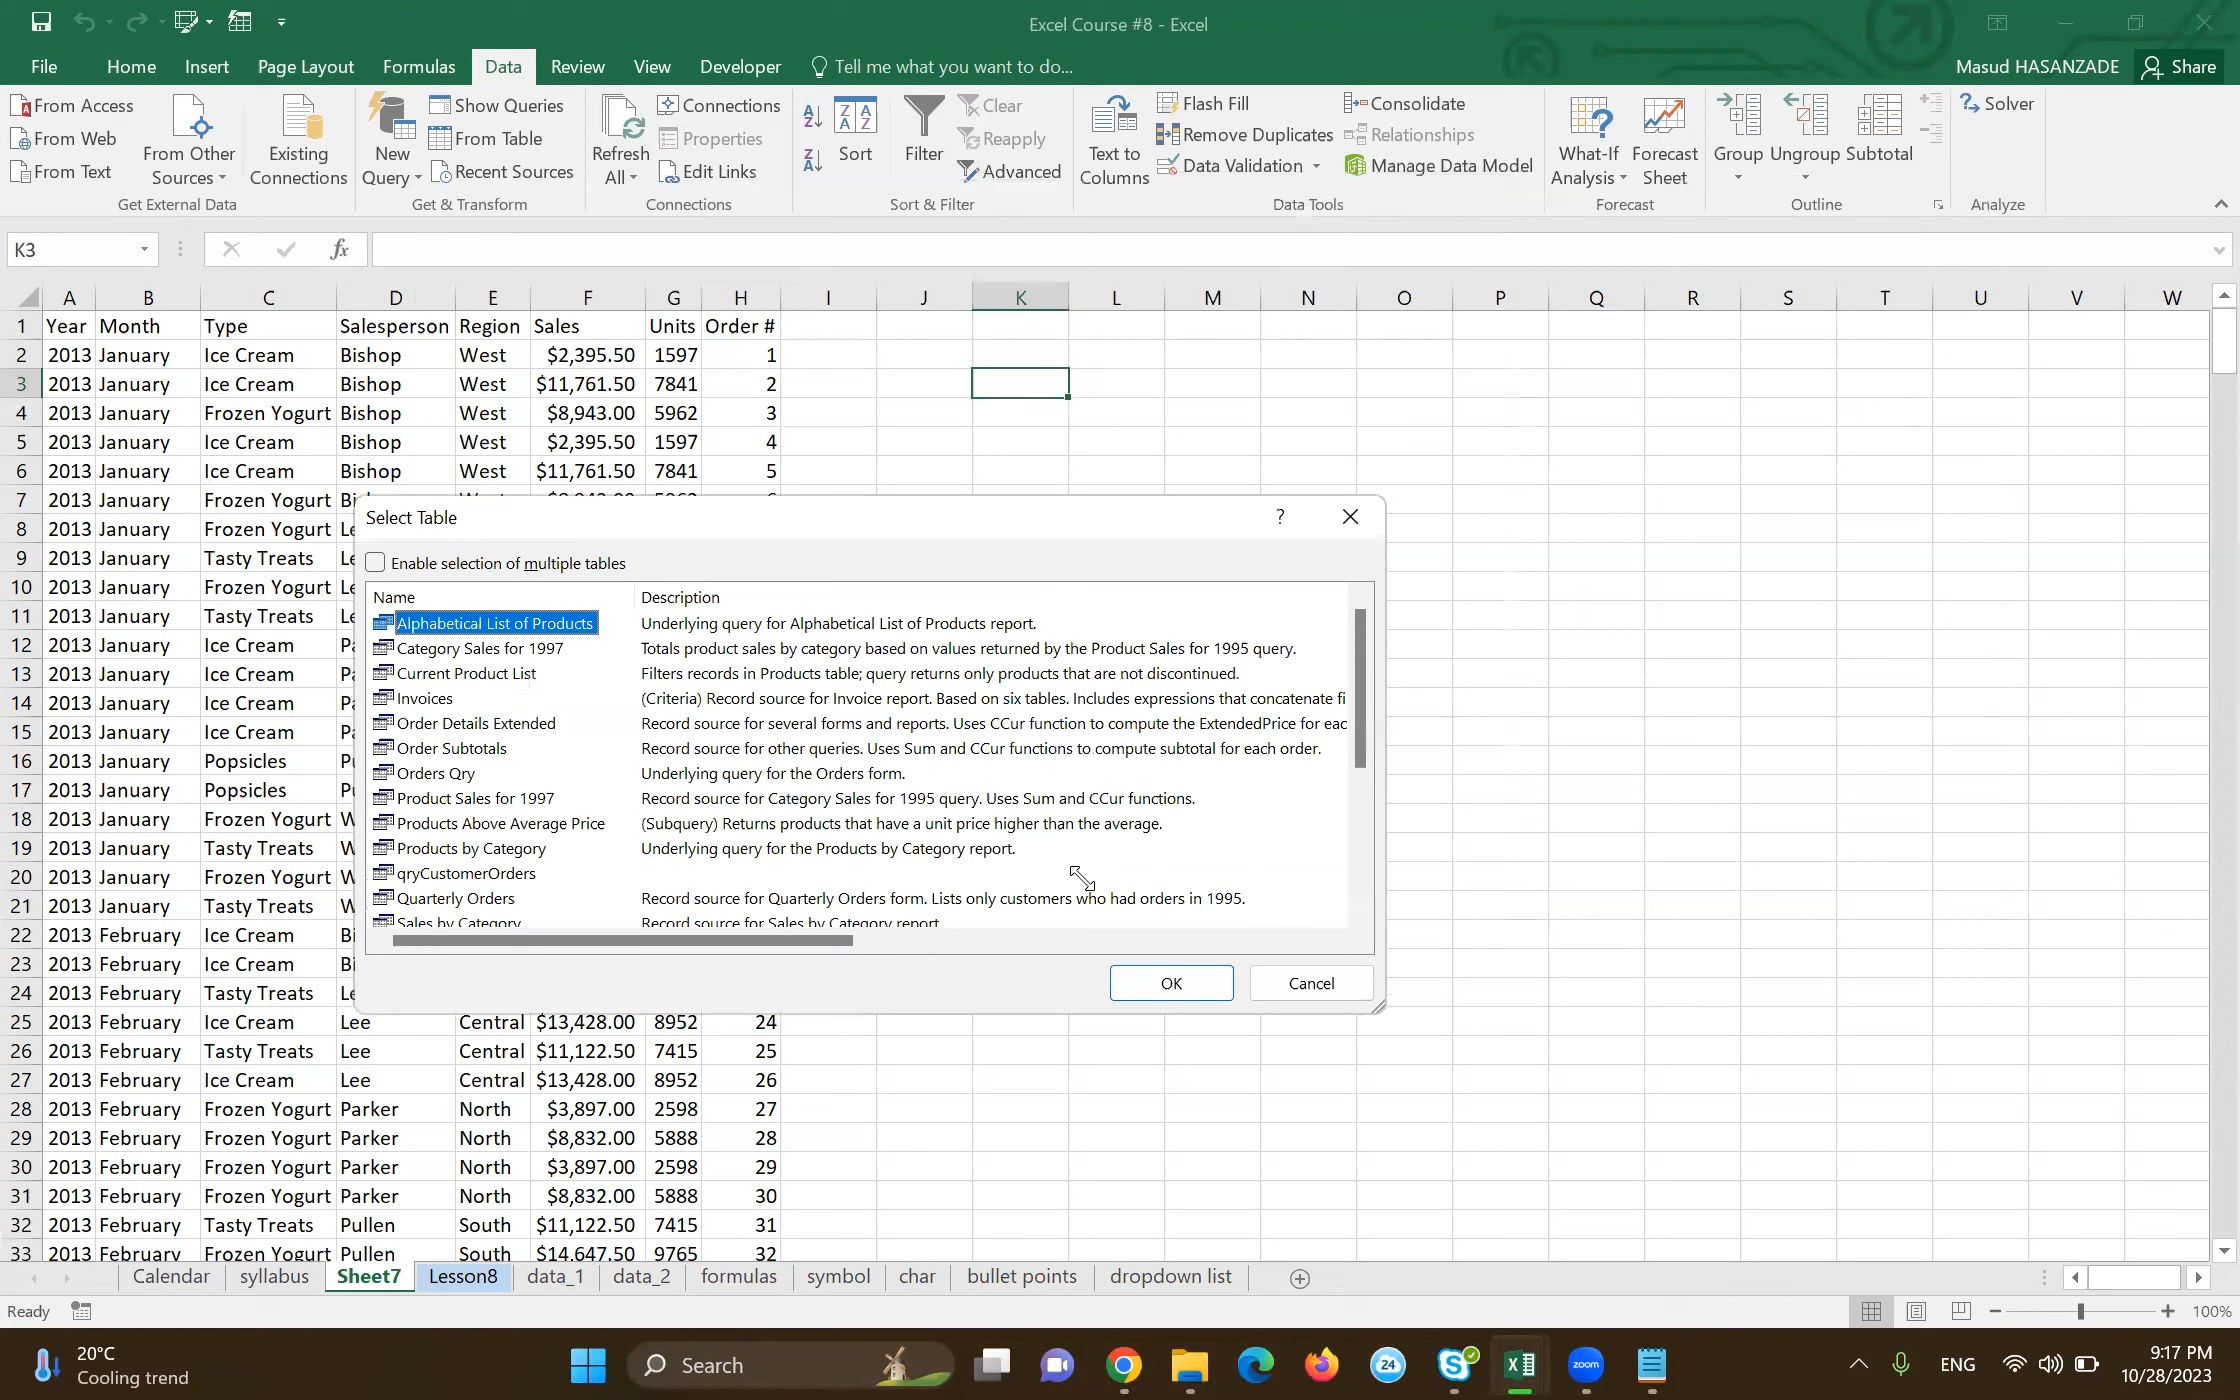 Excel Course #8 - Excel
File Home Insert Page Layout Formulas Data Review View Developer Tell me what you want to do... Masud HASANZADE Share
From Access
From Web
From Text
From Other Sources
Existing Connections
Get External Data
New Query
Show Queries
From Table
Recent Sources
Get & Transform
Refresh All
Connections
Properties
Edit Links
Connections
Sort
Filter
Clear
Reapply
Advanced
Sort & Filter
Text to Columns
Flash Fill
Remove Duplicates
Data Validation
Consolidate
Relationships
Manage Data Model
Data Tools
What-If Analysis
Forecast Sheet
Forecast
Group
Ungroup
Subtotal
Outline
Solver
Analyze
K3
fx
A B C D E F G H I J K L M N O P Q R S T U V W
1 Year Month Type Salesperson Region Sales Units Order #
2 2013 January Ice Cream Bishop West $2,395.50 1597 1
3 2013 January Ice Cream Bishop West $11,761.50 7841 2
4 2013 January Frozen Yogurt Bishop West $8,943.00 5962 3
5 2013 January Ice Cream Bishop West $2,395.50 1597 4
6 2013 January Ice Cream Bishop West $11,761.50 7841 5
7 2013 January Frozen Yogurt
8 2013 January Frozen Yogurt
9 2013 January Tasty Treats
10 2013 January Frozen Yogurt
11 2013 January Tasty Treats
12 2013 January Ice Cream
13 2013 January Ice Cream
14 2013 January Ice Cream
15 2013 January Ice Cream
16 2013 January Popsicles
17 2013 January Popsicles
18 2013 January Frozen Yogurt
19 2013 January Tasty Treats
20 2013 January Frozen Yogurt
21 2013 January Tasty Treats
22 2013 February Ice Cream
23 2013 February Ice Cream
24 2013 February Tasty Treats
25 2013 February Ice Cream Lee Central $13,428.00 8952 24
26 2013 February Tasty Treats Lee Central $11,122.50 7415 25
27 2013 February Ice Cream Lee Central $13,428.00 8952 26
28 2013 February Frozen Yogurt Parker North $3,897.00 2598 27
29 2013 February Frozen Yogurt Parker North $8,832.00 5888 28
30 2013 February Frozen Yogurt Parker North $3,897.00 2598 29
31 2013 February Frozen Yogurt Parker North $8,832.00 5888 30
32 2013 February Tasty Treats Pullen South $11,122.50 7415 31
33 2013 February Frozen Yogurt Pullen South $14,647.50 9765 32
Select Table
?
Enable selection of multiple tables
Name Description
Alphabetical List of Products Underlying query for Alphabetical List of Products report.
Category Sales for 1997 Totals product sales by category based on values returned by the Product Sales for 1995 query.
Current Product List Filters records in Products table; query returns only products that are not discontinued.
Invoices (Criteria) Record source for Invoice report. Based on six tables. Includes expressions that concatenate fi
Order Details Extended Record source for several forms and reports. Uses CCur function to compute the ExtendedPrice for eac
Order Subtotals Record source for other queries. Uses Sum and CCur functions to compute subtotal for each order.
Orders Qry Underlying query for the Orders form.
Product Sales for 1997 Record source for Category Sales for 1995 query. Uses Sum and CCur functions.
Products Above Average Price (Subquery) Returns products that have a unit price higher than the average.
Products by Category Underlying query for the Products by Category report.
qryCustomerOrders
Quarterly Orders Record source for Quarterly Orders form. Lists only customers who had orders in 1995.
Sales by Category Record source for Sales by Category report
OK Cancel
Calendar syllabus Sheet7 Lesson8 data_1 data_2 formulas symbol char bullet points dropdown list
Ready 100%
20°C
Cooling trend
Search
24
zoom
ENG
9:17 PM
10/28/2023